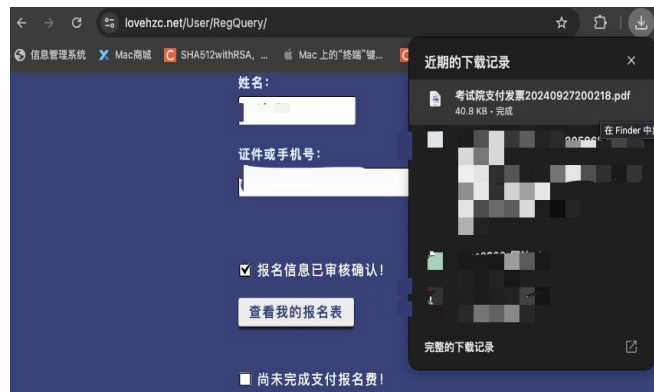 lovehzc.net/User/RegQuery/
信息管理系统 Mac商城 SHA512withRSA, ... Mac 上的"终端"键...
近期的下载记录
考试院支付发票20240927200218.pdf
40.8 KB · 完成
在 Finder 中
姓名：
证件或手机号：
报名信息已审核确认！
查看我的报名表
尚未完成支付报名费！
完整的下载记录